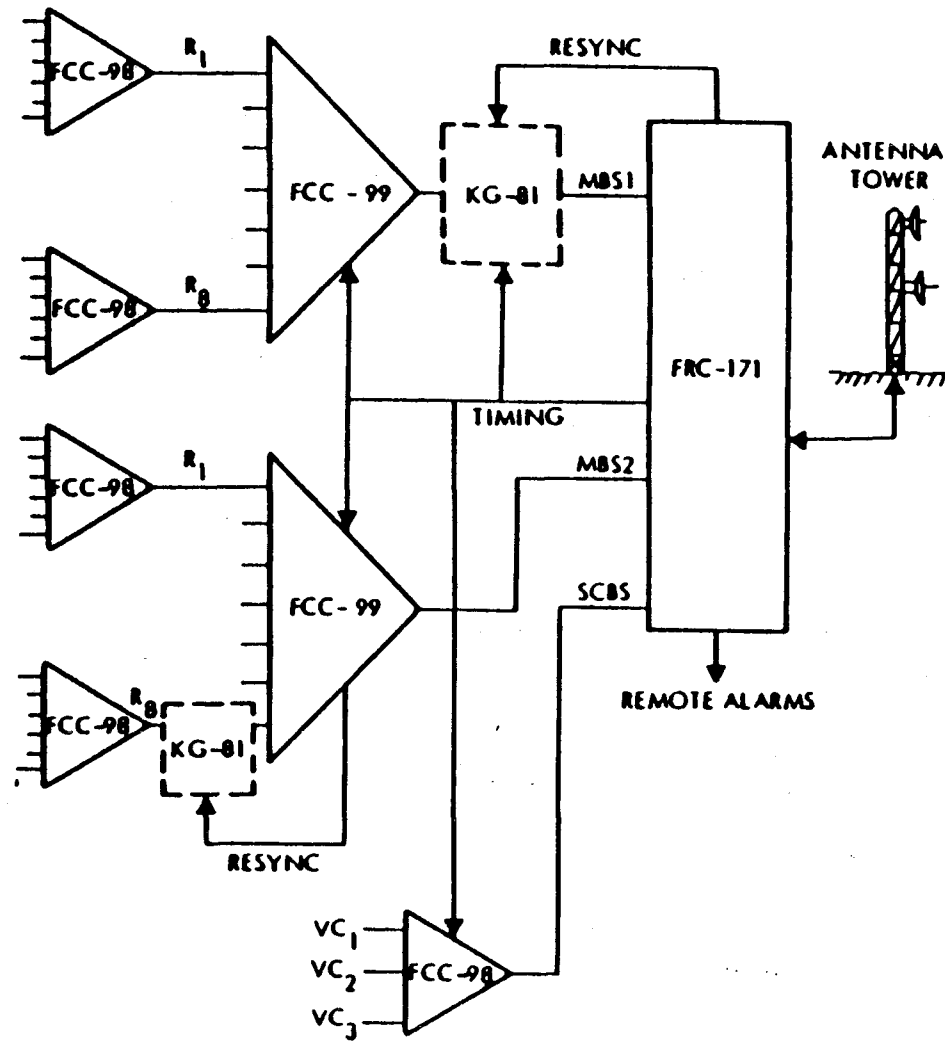 FCC-98
R1
RESYNC
FCC-99
KG-81
MBS1
ANTENNA
TOWER
FCC-98
R8
FRC-171
TIMING
FCC-98
R1
MBS2
FCC-99
SCBS
FCC-98
R8
KG-81
REMOTE ALARMS
RESYNC
VC1
VC2
FCC-98
VC3